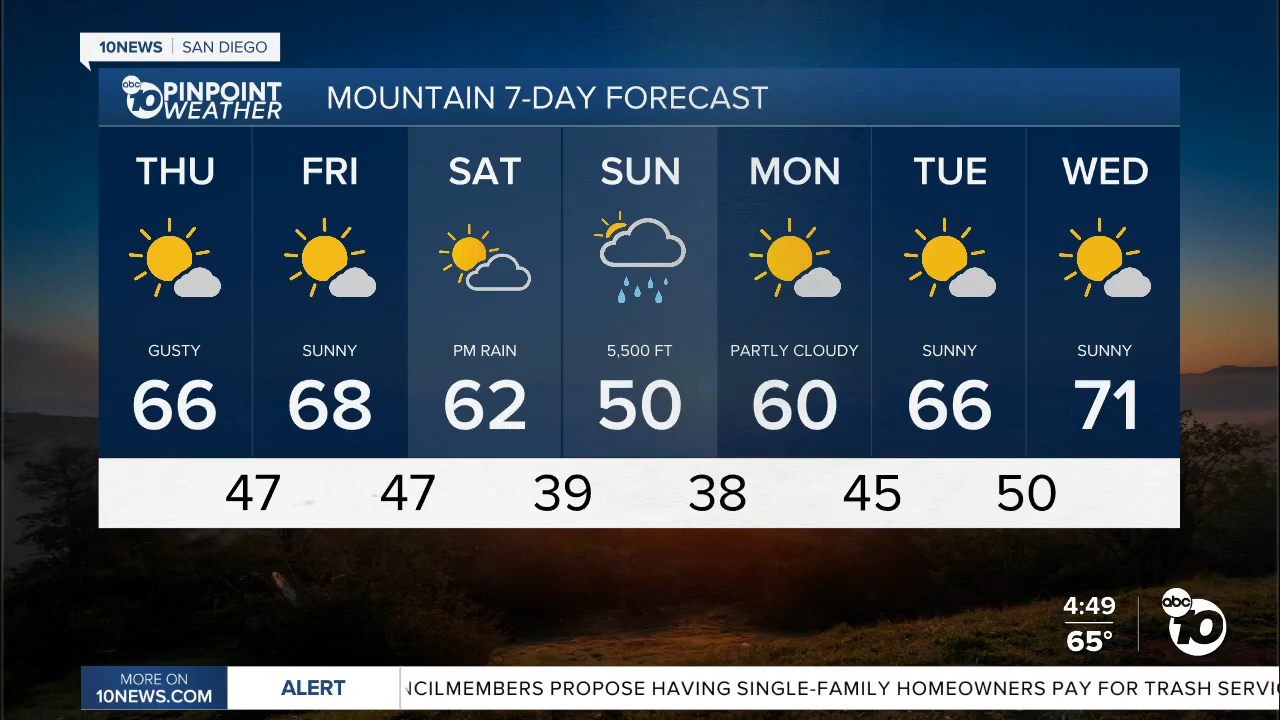 10NEWS | SAN DIEGO
abc 10 PINPOINT WEATHER
MOUNTAIN 7-DAY FORECAST
THU FRI SAT SUN MON TUE WED
GUSTY SUNNY PM RAIN 5,500 FT PARTLY CLOUDY SUNNY SUNNY
66 68 62 50 60 66 71
47 47 39 38 45 50
4:49
65°
abc 10
MORE ON
10NEWS.COM
ALERT
NCILMEMBERS PROPOSE HAVING SINGLE-FAMILY HOMEOWNERS PAY FOR TRASH SERVI